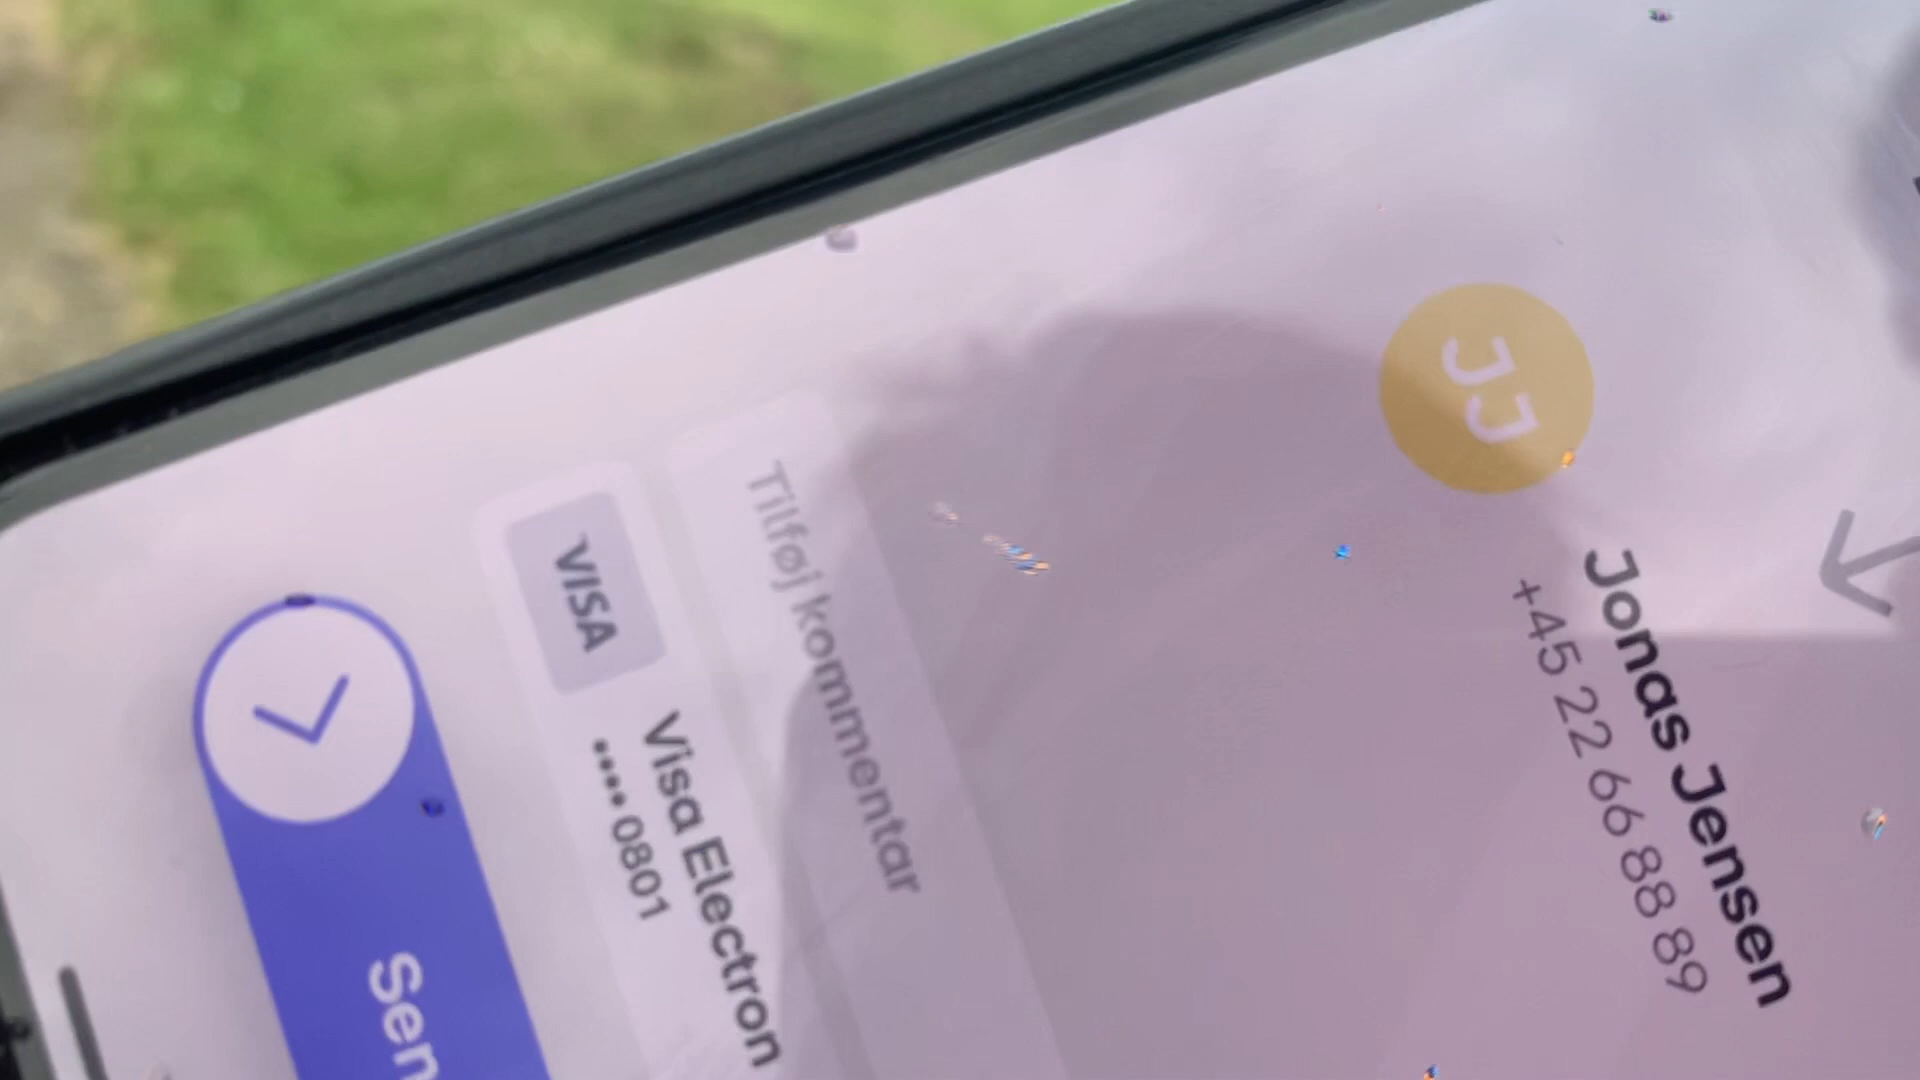 JJ
Jonas Jensen
+45 22 66 88 89
Tilføj kommentar
VISA
Visa Electron
•••• 0801
Sen